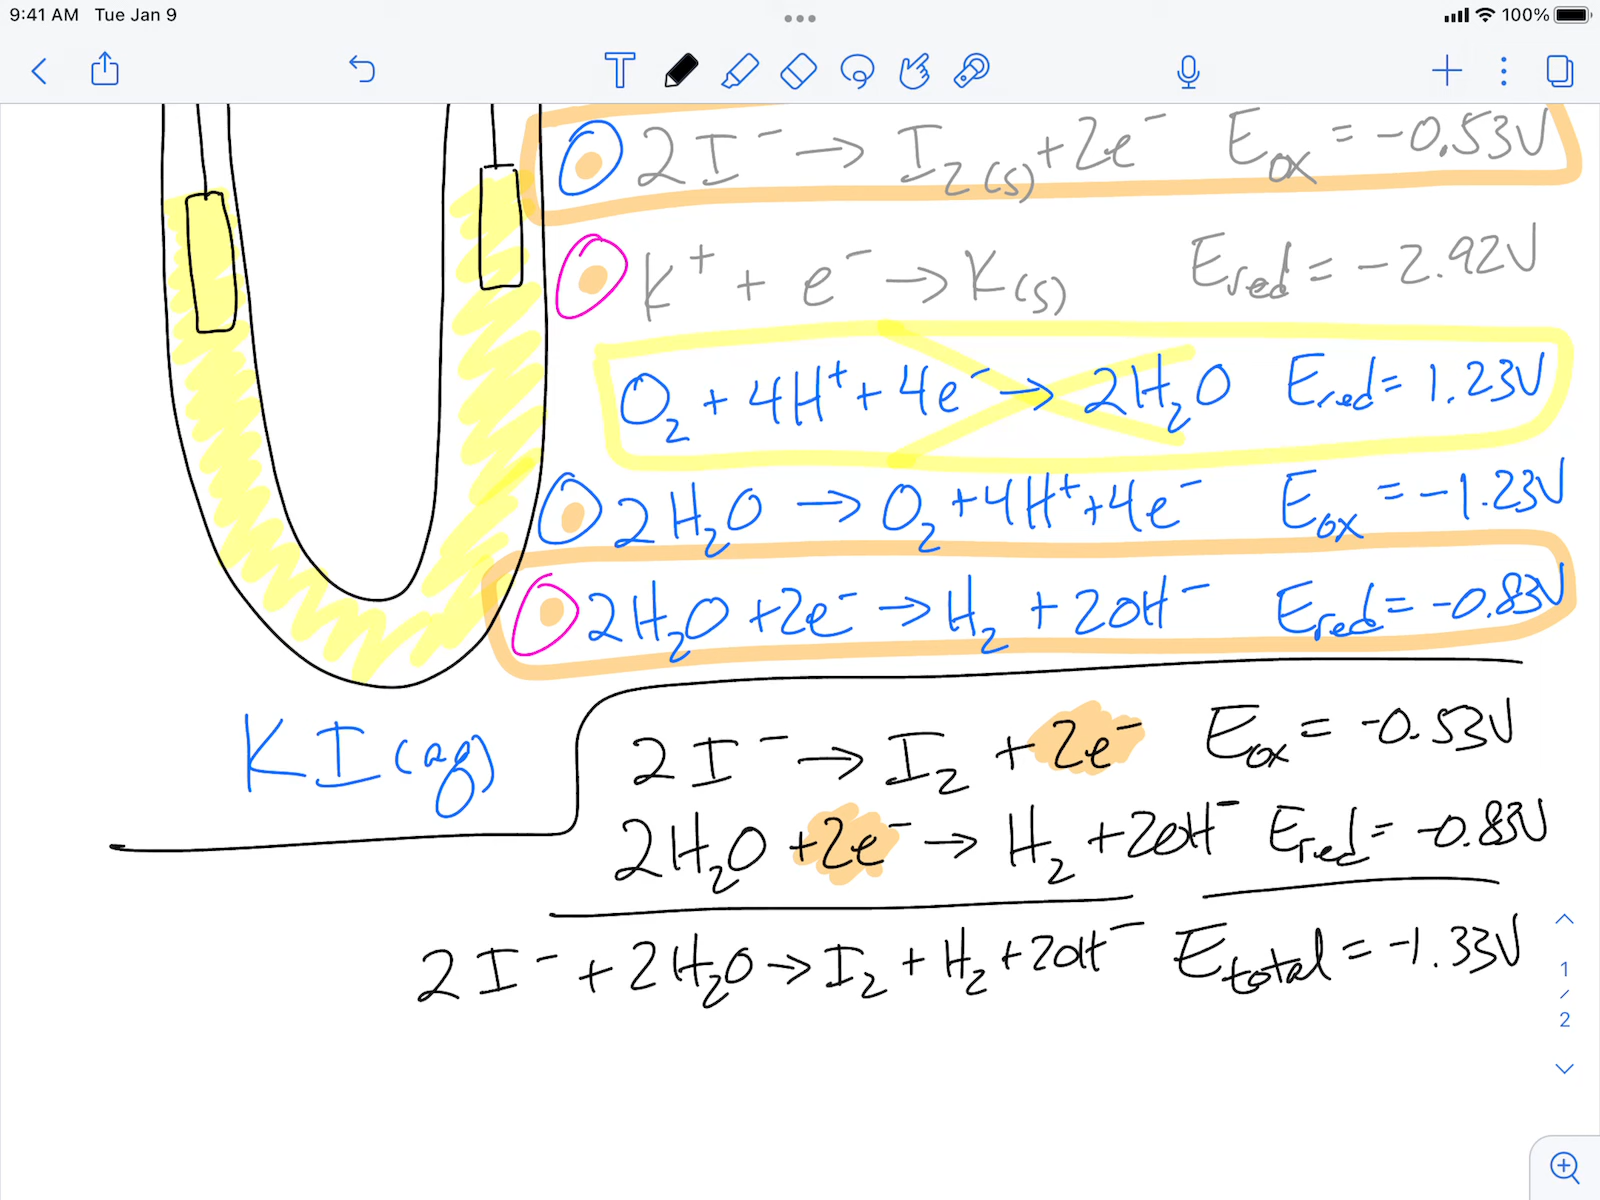 9:41 AM Tue Jan 9
100%
2I⁻ → I₂(s) + 2e⁻ Eox = -0.53V
K⁺ + e⁻ → K(s) Ered = -2.92V
O₂ + 4H⁺ + 4e⁻ → 2H₂O Ered = 1.23V
2H₂O → O₂ + 4H⁺ + 4e⁻ Eox = -1.23V
2H₂O + 2e⁻ → H₂ + 2OH⁻ Ered = -0.83V
KI(aq)
2I⁻ → I₂ + 2e⁻ Eox = -0.53V
2H₂O + 2e⁻ → H₂ + 2OH⁻ Ered = -0.83V
2I⁻ + 2H₂O → I₂ + H₂ + 2OH⁻ Etotal = -1.33V
1
/
2